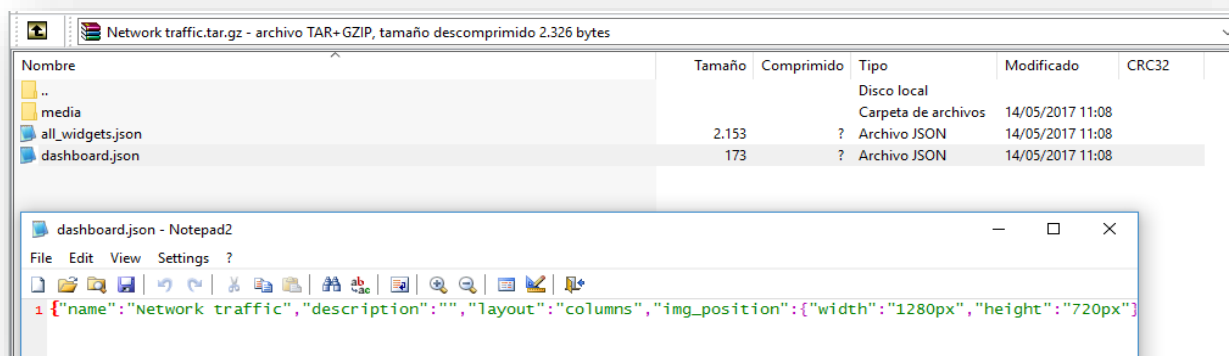 Network traffic.tar.gz - archivo TAR+GZIP, tamaño descomprimido 2.326 bytes
Nombre Tamaño Comprimido Tipo Modificado CRC32
.. Disco local
media Carpeta de archivos 14/05/2017 11:08
all_widgets.json 2.153 ? Archivo JSON 14/05/2017 11:08
dashboard.json 173 ? Archivo JSON 14/05/2017 11:08
dashboard.json - Notepad2
File Edit View Settings ?
1 {"name":"Network traffic","description":"","layout":"columns","img_position":{"width":"1280px","height":"720px"}